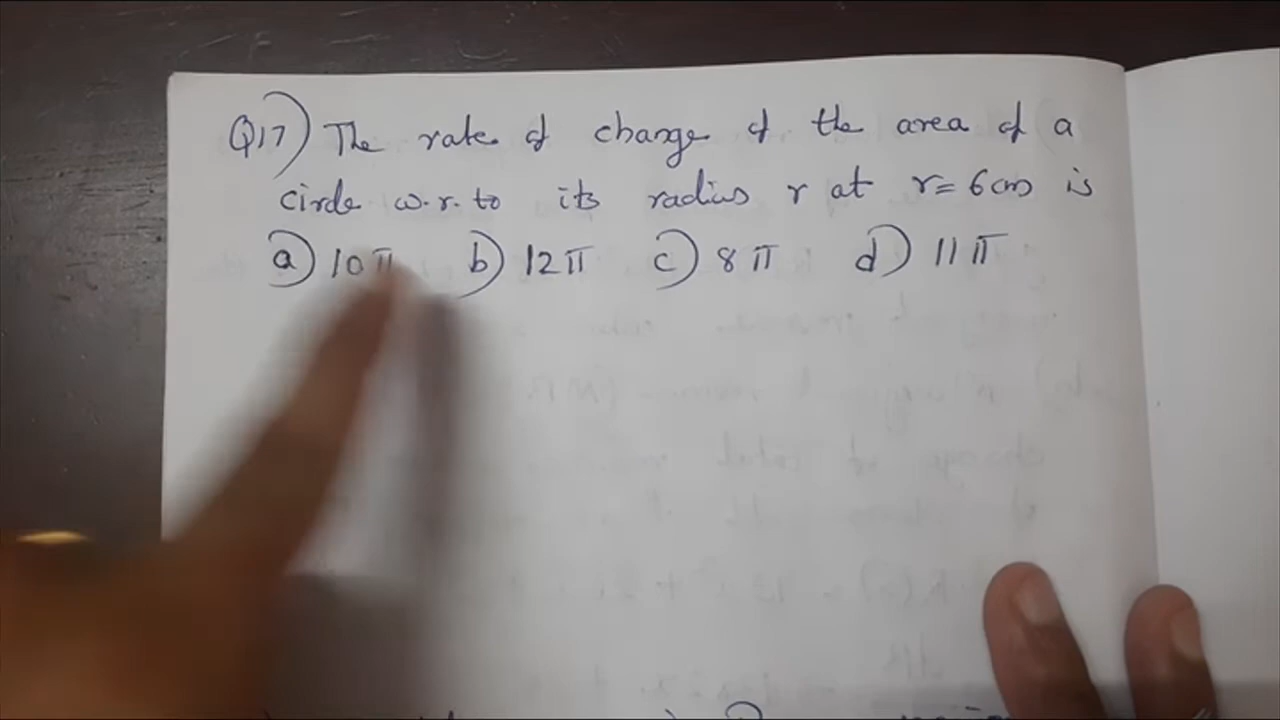 Q17) The rate of change of the area of a
circle w.r.to its radius r at r=6cm is
a) 10π b) 12π c) 8π d) 11π